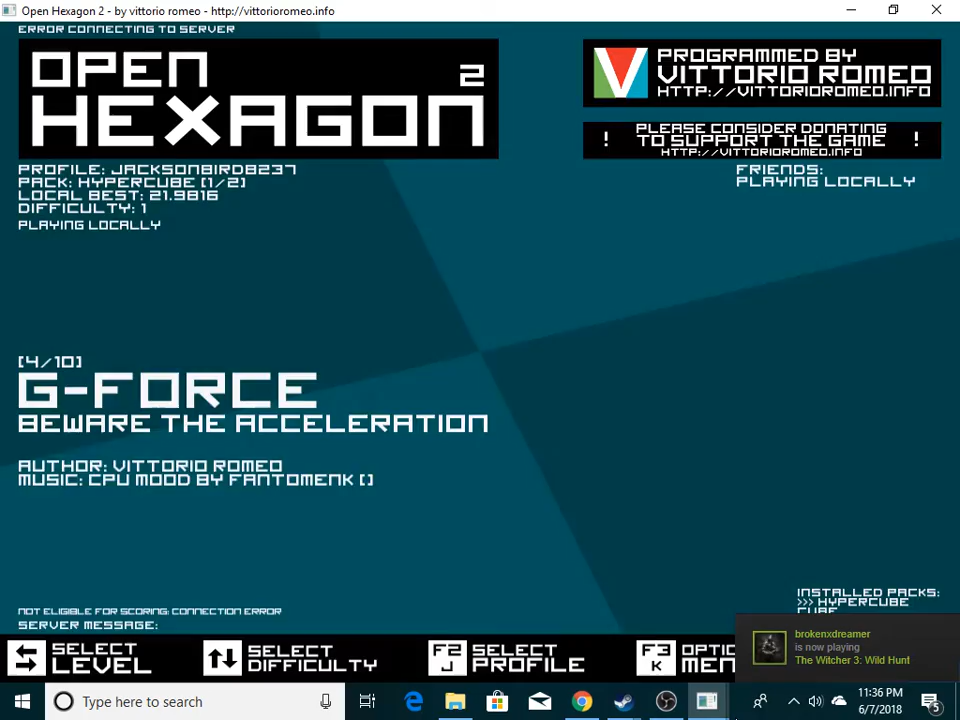 Open Hexagon 2 - by vittorio romeo - http://vittorioromeo.info
ERROR CONNECTING TO SERVER
OPEN
HEXAGON 2
PROGRAMMED BY
VITTORIO ROMEO
HTTP://VITTORIOROMEO.INFO
! PLEASE CONSIDER DONATING !
TO SUPPORT THE GAME
HTTP://VITTORIOROMEO.INFO
PROFILE: JACKSONBIRD8237
PACK: HYPERCUBE [1/2]
LOCAL BEST: 21.9816
DIFFICULTY: 1
PLAYING LOCALLY
FRIENDS:
PLAYING LOCALLY
[4/10]
G-FORCE
BEWARE THE ACCELERATION
AUTHOR: VITTORIO ROMEO
MUSIC: CPU MOOD BY FANTOMENK []
NOT ELIGIBLE FOR SCORING: CONNECTION ERROR
SERVER MESSAGE:
INSTALLED PACKS:
>>> HYPERCUBE
CUBE
SELECT
LEVEL
SELECT
DIFFICULTY
F2
J
SELECT
PROFILE
F3
K
OPTIO
MEN
brokenxdreamer
is now playing
The Witcher 3: Wild Hunt
Type here to search
11:36 PM
6/7/2018
5